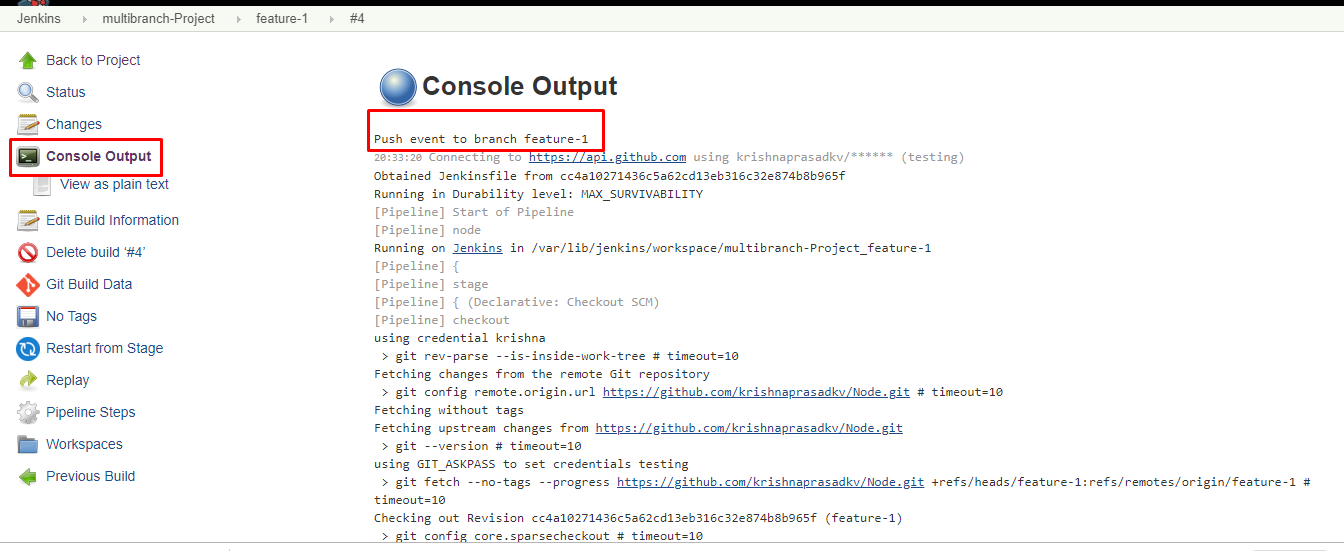 Jenkins multibranch-Project feature-1 #4
Back to Project
Status
Changes
Console Output
View as plain text
Edit Build Information
Delete build ‘#4’
Git Build Data
No Tags
Restart from Stage
Replay
Pipeline Steps
Workspaces
Previous Build
Console Output
Push event to branch feature-1
20:33:20 Connecting to https://api.github.com using krishnaprasadkv/****** (testing)
Obtained Jenkinsfile from cc4a10271436c5a62cd13eb316c32e874b8b965f
Running in Durability level: MAX_SURVIVABILITY
[Pipeline] Start of Pipeline
[Pipeline] node
Running on Jenkins in /var/lib/jenkins/workspace/multibranch-Project_feature-1
[Pipeline] {
[Pipeline] stage
[Pipeline] { (Declarative: Checkout SCM)
[Pipeline] checkout
using credential krishna
> git rev-parse --is-inside-work-tree # timeout=10
Fetching changes from the remote Git repository
> git config remote.origin.url https://github.com/krishnaprasadkv/Node.git # timeout=10
Fetching without tags
Fetching upstream changes from https://github.com/krishnaprasadkv/Node.git
> git --version # timeout=10
using GIT_ASKPASS to set credentials testing
> git fetch --no-tags --progress https://github.com/krishnaprasadkv/Node.git +refs/heads/feature-1:refs/remotes/origin/feature-1 #
timeout=10
Checking out Revision cc4a10271436c5a62cd13eb316c32e874b8b965f (feature-1)
> git config core.sparsecheckout # timeout=10